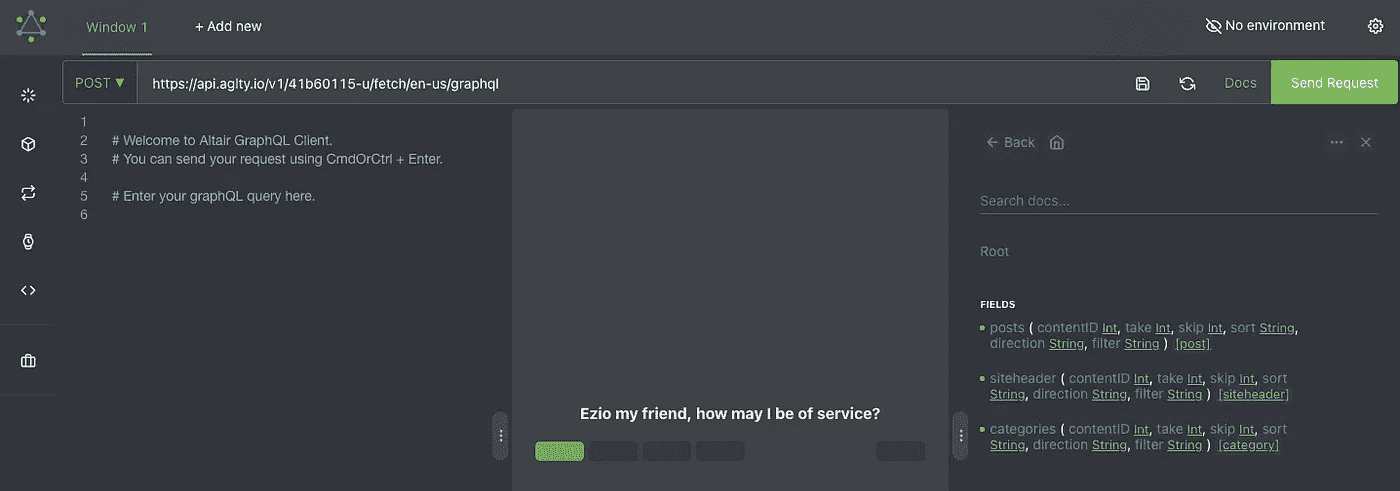 Window 1
+ Add new
No environment
POST ▼
https://api.aglty.io/v1/41b60115-u/fetch/en-us/graphql
Docs
Send Request
1
2 # Welcome to Altair GraphQL Client.
3 # You can send your request using CmdOrCtrl + Enter.
4
5 # Enter your graphQL query here.
6
Ezio my friend, how may I be of service?
Back
Search docs...
Root
FIELDS
posts ( contentID Int, take Int, skip Int, sort String,
direction String, filter String ) [post]
siteheader ( contentID Int, take Int, skip Int, sort
String, direction String, filter String ) [siteheader]
categories ( contentID Int, take Int, skip Int, sort
String, direction String, filter String ) [category]